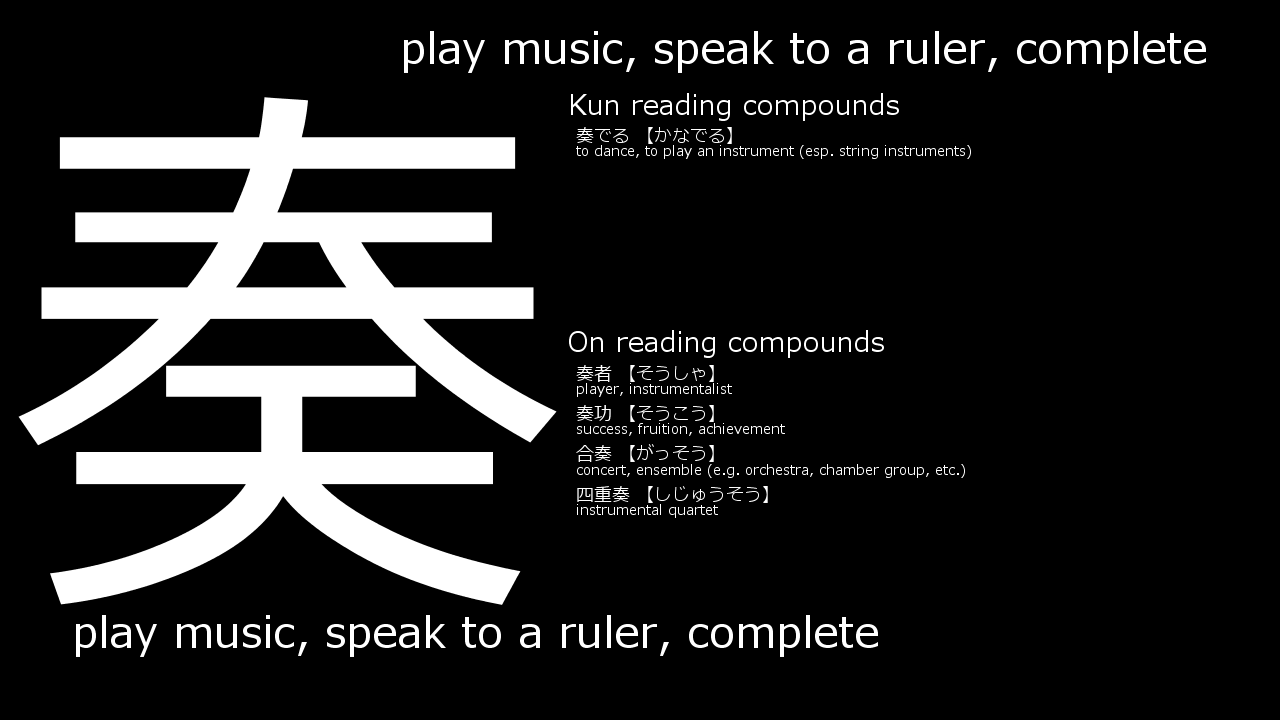 play music, speak to a ruler, complete
奏
Kun reading compounds
奏でる 【かなでる】
to dance, to play an instrument (esp. string instruments)
On reading compounds
奏者 【そうしゃ】
player, instrumentalist
奏功 【そうこう】
success, fruition, achievement
合奏 【がっそう】
concert, ensemble (e.g. orchestra, chamber group, etc.)
四重奏 【しじゅうそう】
instrumental quartet
play music, speak to a ruler, complete